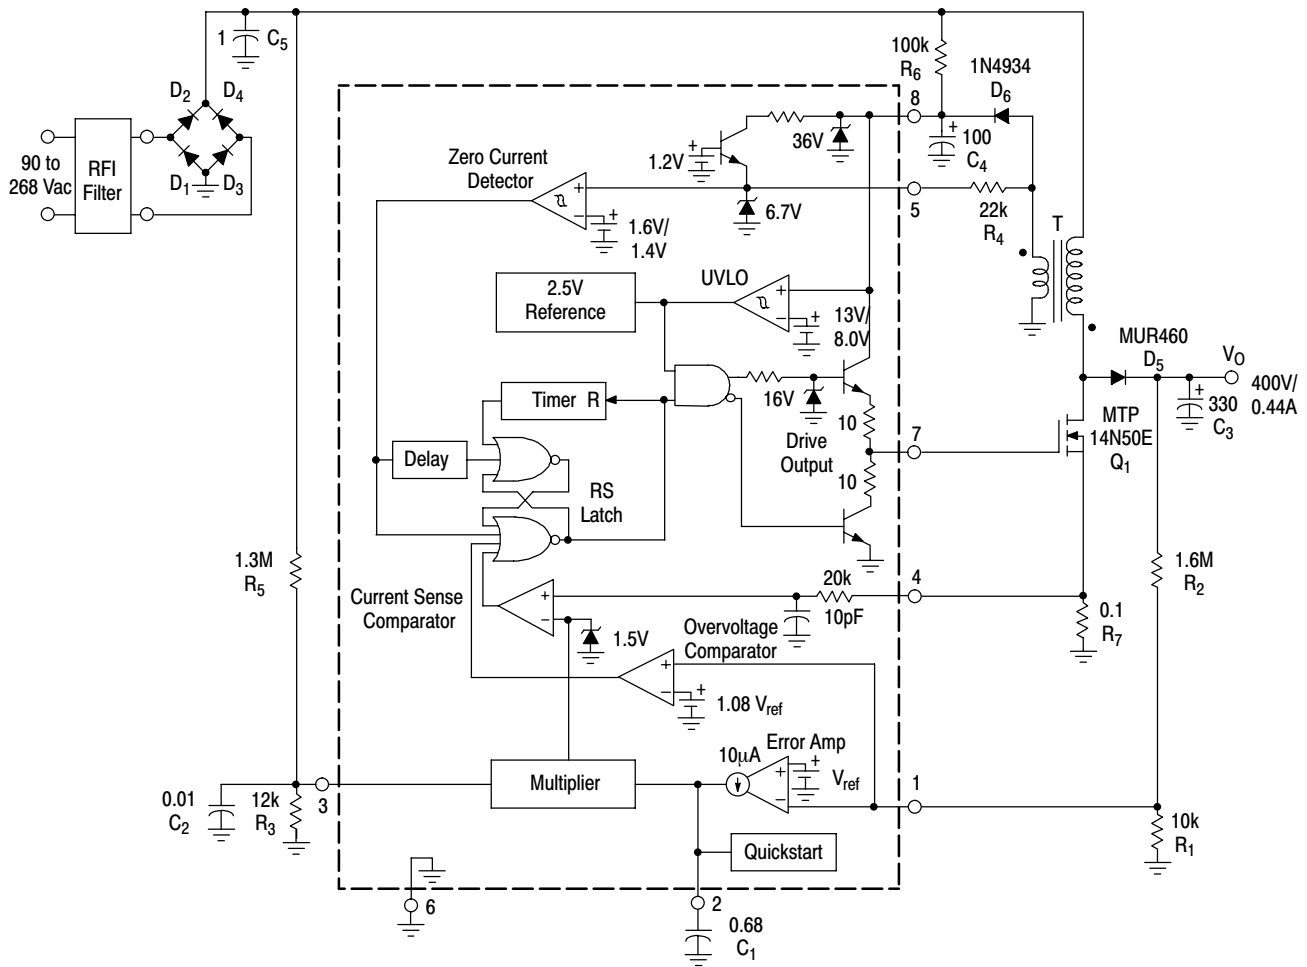 1
C5
D2
D4
D1
D3
90 to
268 Vac
RFI
Filter
100k
R6
1N4934
D6
8
100
C4
36V
1.2V
Zero Current
Detector
6.7V
1.6V/
1.4V
5
22k
R4
T
2.5V
Reference
UVLO
13V/
8.0V
MUR460
D5
VO
400V/
0.44A
330
C3
Timer R
16V
10
Drive
Output
10
7
MTP
14N50E
Q1
Delay
RS
Latch
1.3M
R5
Current Sense
Comparator
20k
10pF
4
0.1
R7
1.6M
R2
1.5V
Overvoltage
Comparator
1.08 Vref
10μA
Error Amp
Vref
Multiplier
1
3
0.01
C2
12k
R3
10k
R1
Quickstart
6
2
0.68
C1